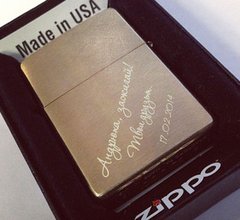 Made in USA
Андрюха, зажигай!
Твои друзья.
17.02.2014
zippo